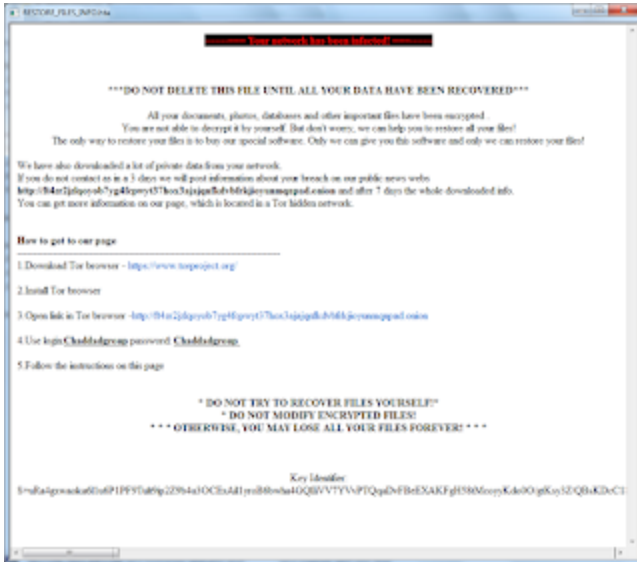 RESTORE_FILES_INFO.hta
Your network has been infected!
***DO NOT DELETE THIS FILE UNTIL ALL YOUR DATA HAVE BEEN RECOVERED***
All your documents, photos, databases and other important files have been encrypted .
You are not able to decrypt it by yourself. But don't worry, we can help you to restore all your files!
The only way to restore your files is to buy our special software. Only we can give you this software and only we can restore your files!
We have also downloaded a lot of private data from your network.
If you do not contact as in a 3 days we will post information about your breach on our public news webs
and after 7 days the whole downloaded info.
You can get more information on our page, which is located in a Tor hidden network.
How to get to our page
1.Download Tor browser - https://www.torproject.org/
2.Install Tor browser
3.Open link in Tor browser -
4.Use login Chaddadgroup password: Chaddadgroup
5.Follow the instructions on this page
* DO NOT TRY TO RECOVER FILES YOURSELF!*
* DO NOT MODIFY ENCRYPTED FILES!
* * * OTHERWISE, YOU MAY LOSE ALL YOUR FILES FOREVER! * * *
Key Identifier: